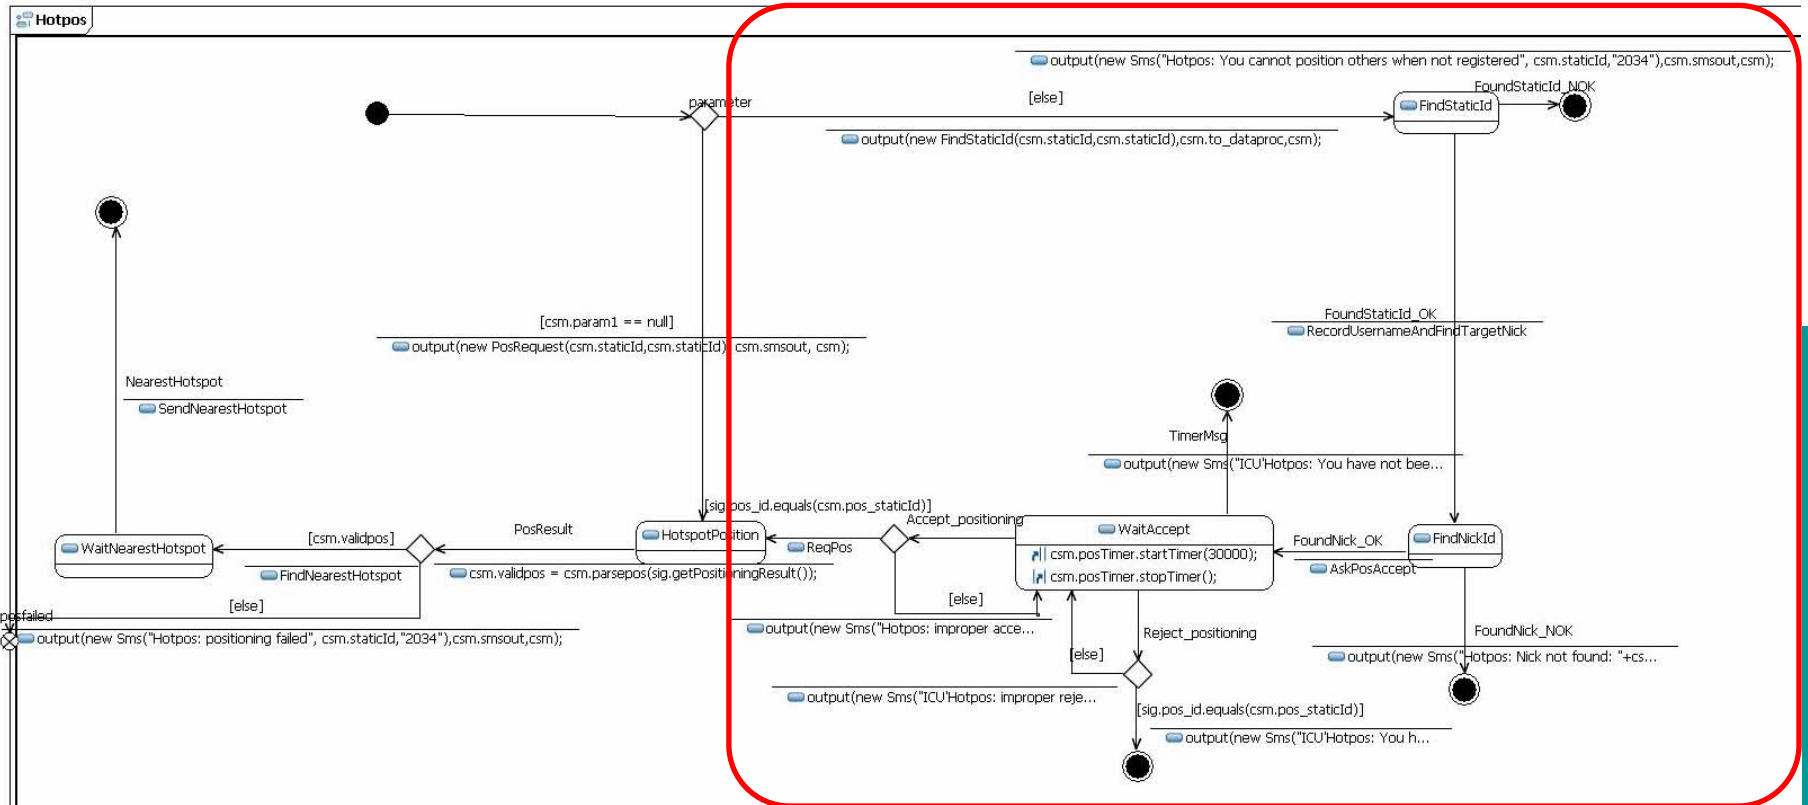 Hotpos
output(new Sms("Hotpos: You cannot position others when not registered", csm.staticId,"2034"),csm.smsout,csm);
FoundStaticId_NOK
parameter
[else]
FindStaticId
output(new FindStaticId(csm.staticId,csm.staticId),csm.to_dataproc,csm);
[csm.param1 == null]
output(new PosRequest(csm.staticId,csm.staticId), csm.smsout, csm);
FoundStaticId_OK
RecordUsernameAndFindTargetNick
NearestHotspot
SendNearestHotspot
TimerMsg
output(new Sms("ICU'Hotpos: You have not bee...
[sig.pos_id.equals(csm.pos_staticId)]
Accept_positioning
WaitAccept
csm.posTimer.startTimer(30000);
csm.posTimer.stopTimer();
FoundNick_OK
AskPosAccept
FindNickId
HotspotPosition
ReqPos
PosResult
csm.validpos = csm.parsepos(sig.getPositioningResult());
[csm.validpos]
FindNearestHotspot
WaitNearestHotspot
[else]
posfailed
output(new Sms("Hotpos: positioning failed", csm.staticId,"2034"),csm.smsout,csm);
[else]
output(new Sms("Hotpos: improper acce...
Reject_positioning
[else]
output(new Sms("ICU'Hotpos: improper reje...
FoundNick_NOK
output(new Sms("Hotpos: Nick not found: "+cs...
[sig.pos_id.equals(csm.pos_staticId)]
output(new Sms("ICU'Hotpos: You h...